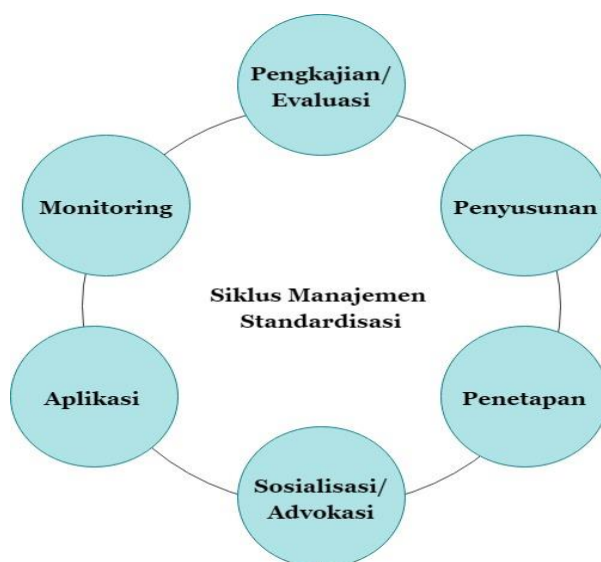 Pengkajian/
Evaluasi
Penyusunan
Penetapan
Sosialisasi/
Advokasi
Aplikasi
Monitoring
Siklus Manajemen
Standardisasi